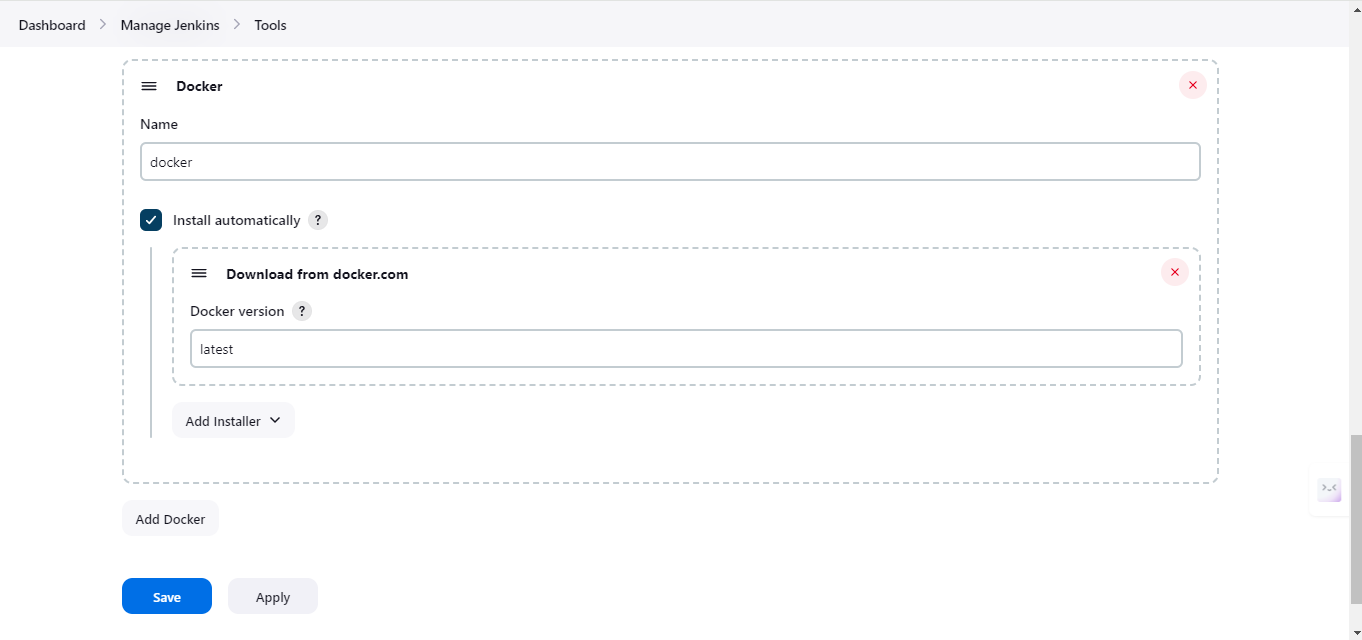 Dashboard > Manage Jenkins > Tools
Docker
Name
docker
Install automatically ?
Download from docker.com
Docker version ?
latest
Add Installer
Add Docker
Save Apply